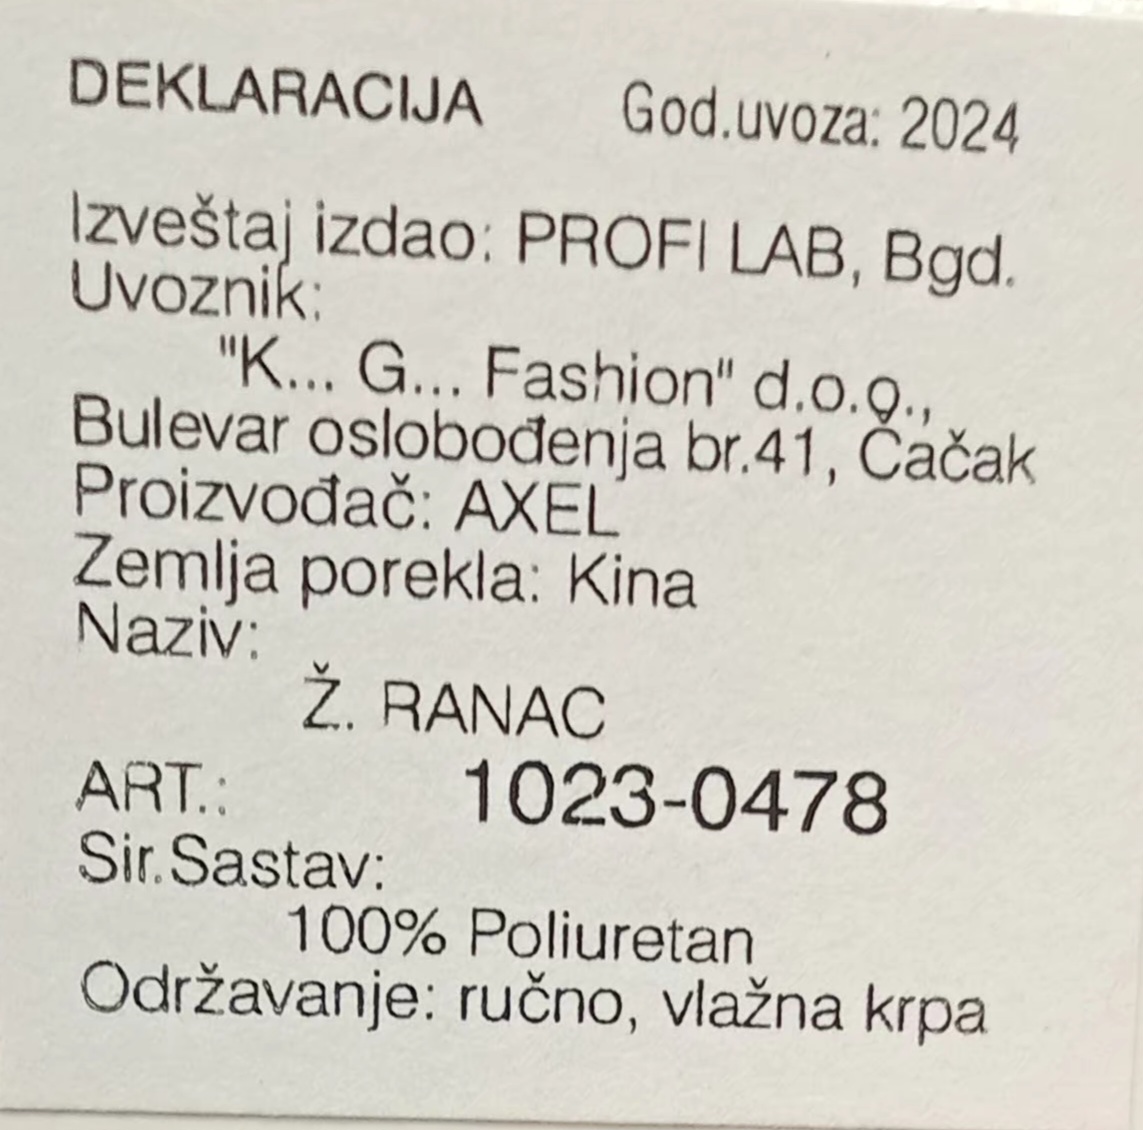 DEKLARACIJA God.uvoza: 2024
Izveštaj izdao: PROFI LAB, Bgd.
Uvoznik:
"K... G... Fashion" d.o.o.,
Bulevar oslobođenja br.41, Čačak
Proizvođač: AXEL
Zemlja porekla: Kina
Naziv:
Ž. RANAC
ART.: 1023-0478
Sir.Sastav:
100% Poliuretan
Održavanje: ručno, vlažna krpa